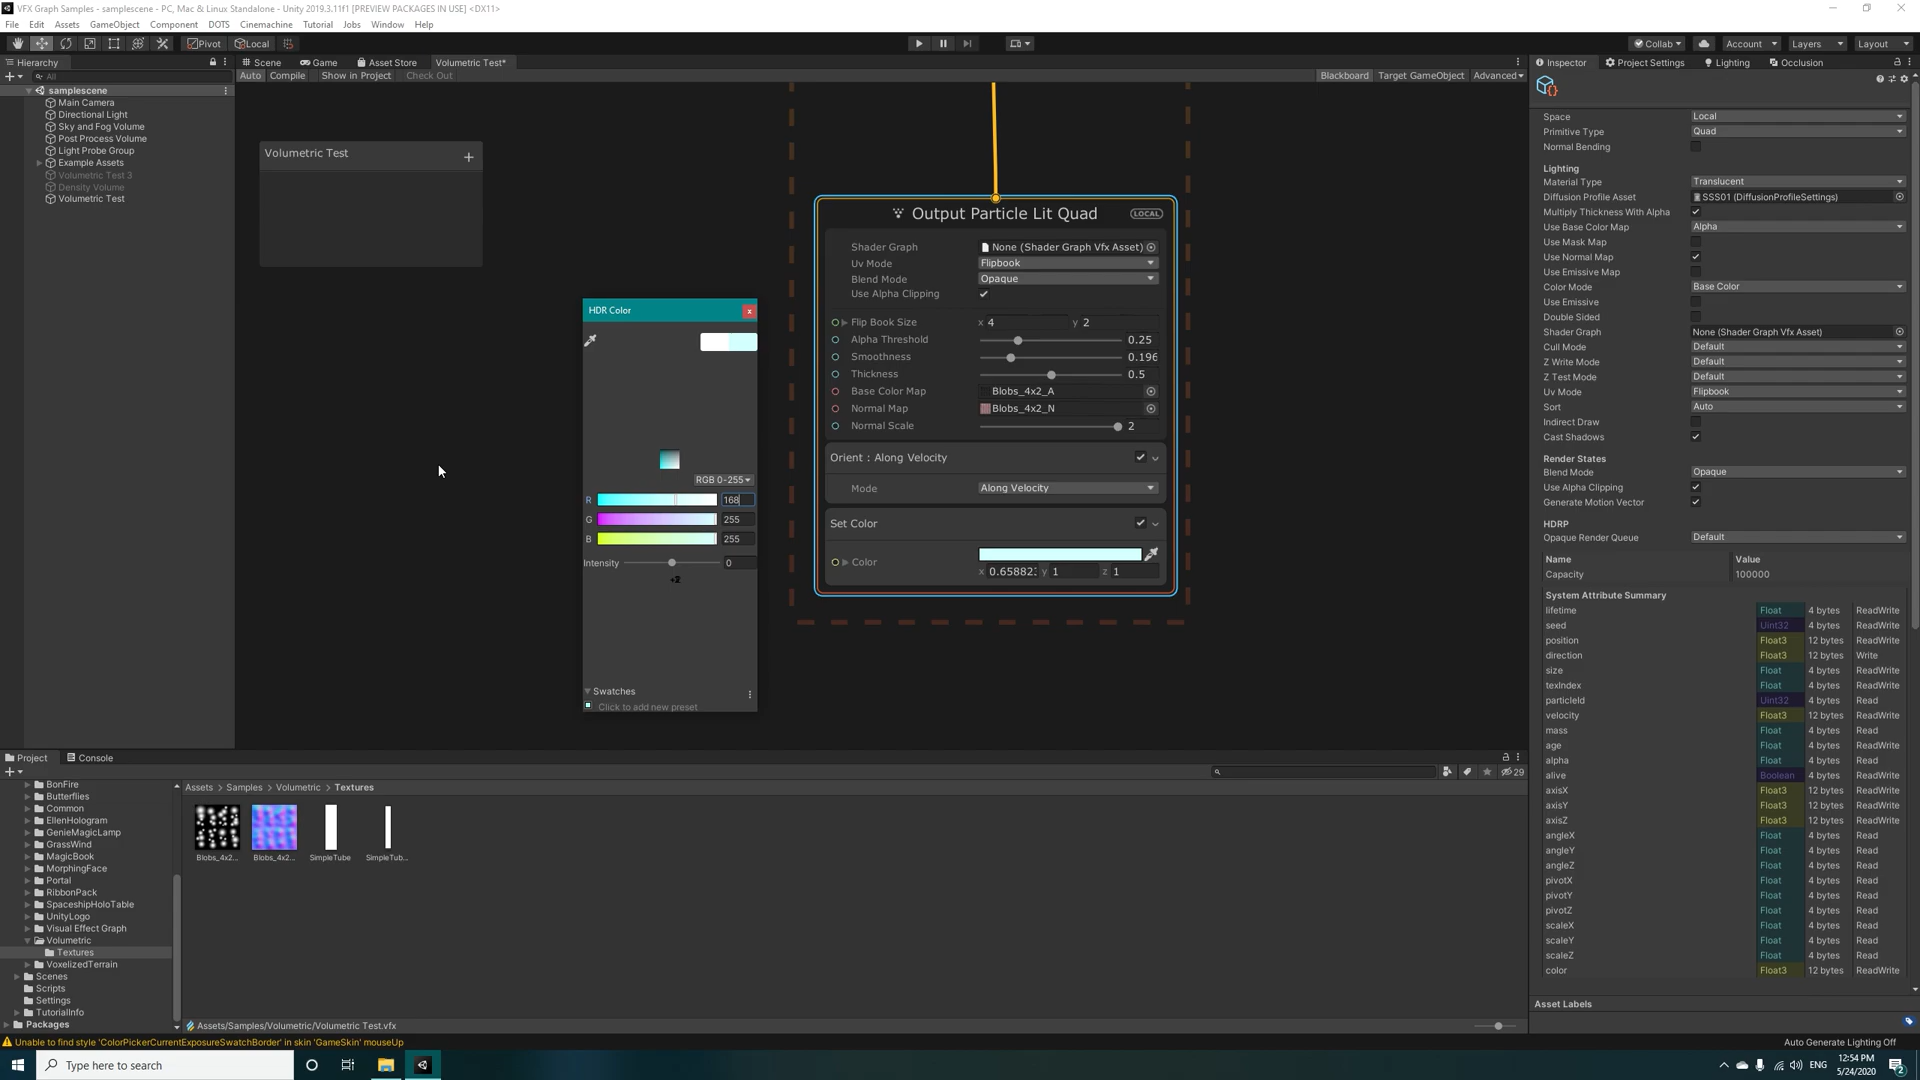 VFX Graph Samples - samplescene - PC, Mac & Linux Standalone - Unity 2019.3.11f1 [PREVIEW PACKAGES IN USE] <DX11>
File Edit Assets GameObject Component DOTS Cinemachine Tutorial Jobs Window Help
Pivot Local Collab Account Layers Layout
Hierarchy
All
samplescene
Main Camera
Directional Light
Sky and Fog Volume
Post Process Volume
Light Probe Group
Example Assets
Volumetric Test 3
Density Volume
Volumetric Test
Scene Game Asset Store Volumetric Test*
Auto Compile Show in Project Check Out Blackboard Target GameObject Advanced
Volumetric Test +
HDR Color x
RGB 0-255
R 168
G 255
B 255
Intensity 0
Swatches
Click to add new preset
Output Particle Lit Quad LOCAL
Shader Graph None (Shader Graph Vfx Asset)
Uv Mode Flipbook
Blend Mode Opaque
Use Alpha Clipping
Flip Book Size x 4 y 2
Alpha Threshold 0.25
Smoothness 0.196
Thickness 0.5
Base Color Map Blobs_4x2_A
Normal Map Blobs_4x2_N
Normal Scale 2
Orient : Along Velocity
Mode Along Velocity
Set Color
Color
x 0.65882 y 1 z 1
Inspector Project Settings Lighting Occlusion
Space Local
Primitive Type Quad
Normal Bending
Lighting
Material Type Translucent
Diffusion Profile Asset SSS01 (DiffusionProfileSettings)
Multiply Thickness With Alpha
Use Base Color Map Alpha
Use Mask Map
Use Normal Map
Use Emissive Map
Color Mode Base Color
Use Emissive
Double Sided
Shader Graph None (Shader Graph Vfx Asset)
Cull Mode Default
Z Write Mode Default
Z Test Mode Default
Uv Mode Flipbook
Sort Auto
Indirect Draw
Cast Shadows
Render States
Blend Mode Opaque
Use Alpha Clipping
Generate Motion Vector
HDRP
Opaque Render Queue Default
Name Value
Capacity 100000
System Attribute Summary
lifetime Float 4 bytes ReadWrite
seed Uint32 4 bytes ReadWrite
position Float3 12 bytes ReadWrite
direction Float3 12 bytes Write
size Float 4 bytes ReadWrite
texIndex Float 4 bytes ReadWrite
particleId Uint32 4 bytes Read
velocity Float3 12 bytes ReadWrite
mass Float 4 bytes Read
age Float 4 bytes ReadWrite
alpha Float 4 bytes Read
alive Boolean 4 bytes ReadWrite
axisX Float3 12 bytes ReadWrite
axisY Float3 12 bytes ReadWrite
axisZ Float3 12 bytes ReadWrite
angleX Float 4 bytes Read
angleY Float 4 bytes Read
angleZ Float 4 bytes Read
pivotX Float 4 bytes Read
pivotY Float 4 bytes Read
pivotZ Float 4 bytes Read
scaleX Float 4 bytes Read
scaleY Float 4 bytes Read
scaleZ Float 4 bytes Read
color Float3 12 bytes ReadWrite
Asset Labels
Project Console
29
BonFire
Butterflies
Common
EllenHologram
GenieMagicLamp
GrassWind
MagicBook
MorphingFace
Portal
RibbonPack
SpaceshipHoloTable
UnityLogo
Visual Effect Graph
Volumetric
Textures
VoxelizedTerrain
Scenes
Scripts
Settings
TutorialInfo
Packages
Assets > Samples > Volumetric > Textures
Blobs_4x2... Blobs_4x2... SimpleTube SimpleTub...
Assets/Samples/Volumetric/Volumetric Test.vfx
Unable to find style 'ColorPickerCurrentExposureSwatchBorder' in skin 'GameSkin' mouseUp
Auto Generate Lighting Off
Type here to search
ENG
12:54 PM
5/24/2020
2